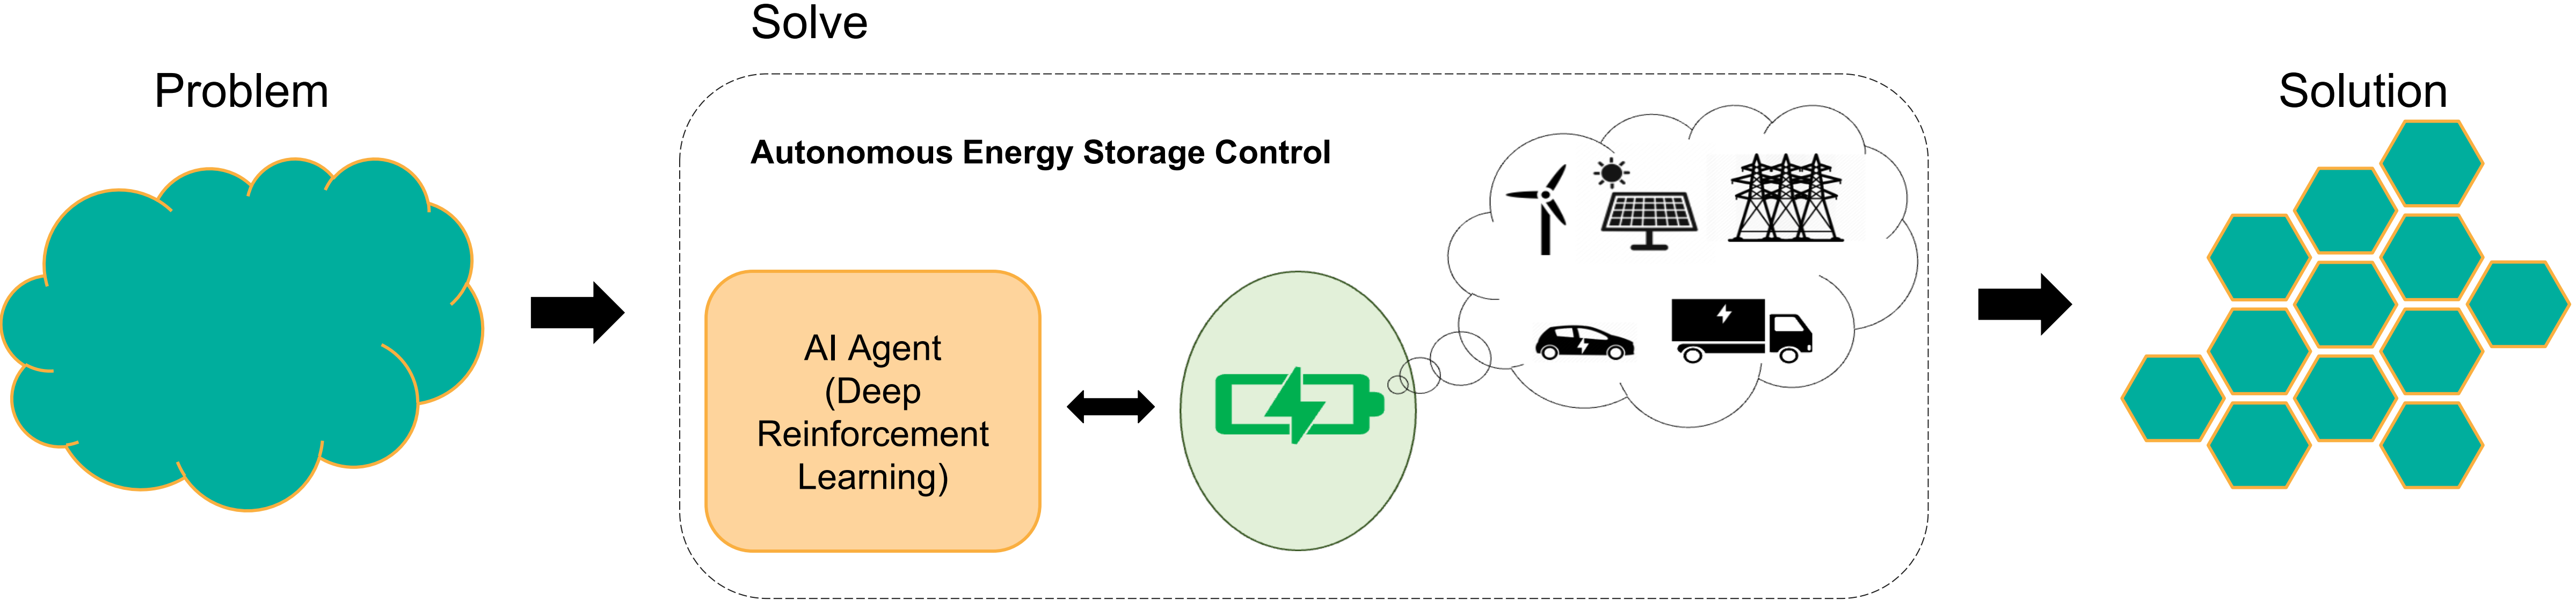 Solve
Problem
Solution
Autonomous Energy Storage Control
AI Agent
(Deep
Reinforcement
Learning)